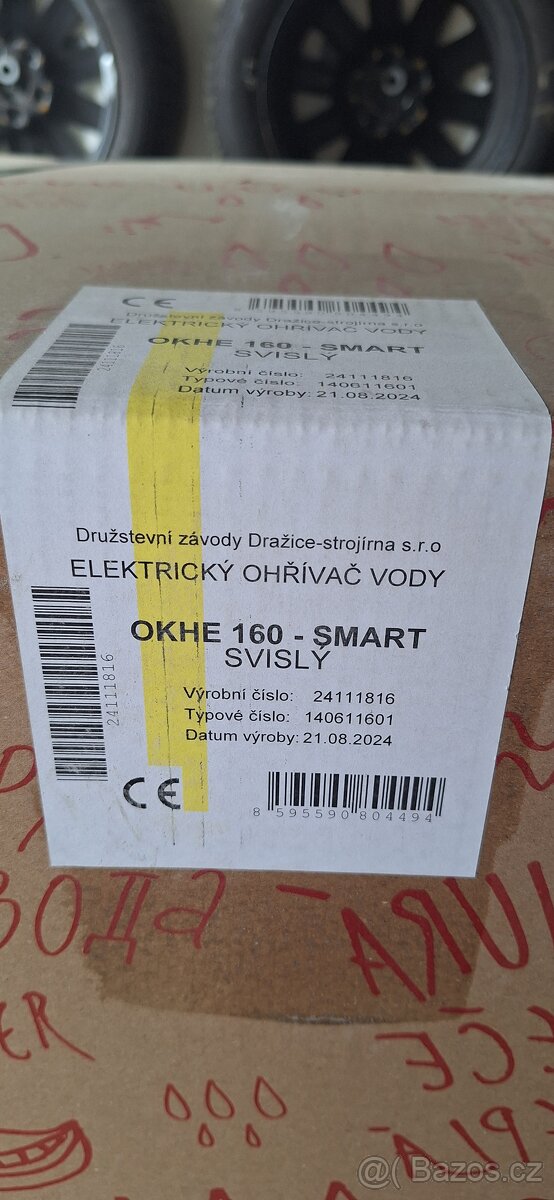 CE
Družstevní závody Dražice-strojírna s.r.o
ELEKTRICKÝ OHŘÍVAČ VODY
OKHE 160 - SMART
SVISLÝ
Výrobní číslo: 24111816
Typové číslo: 140611601
Datum výroby: 21.08.2024
24111816
Družstevní závody Dražice-strojírna s.r.o
ELEKTRICKÝ OHŘÍVAČ VODY
OKHE 160 - SMART
SVISLÝ
24111816
Výrobní číslo: 24111816
Typové číslo: 140611601
Datum výroby: 21.08.2024
CE
8 595590 804494
ВОДА
ER
@Bazos.cz